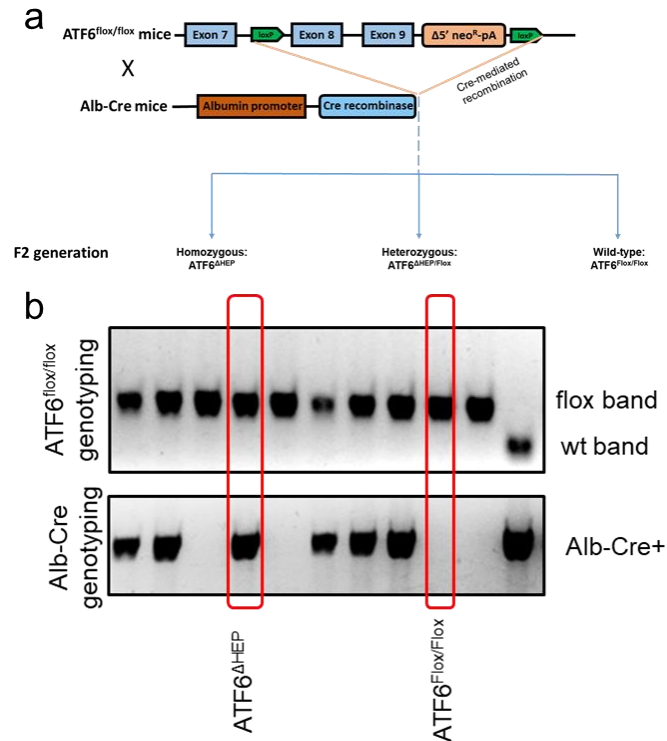 a
ATF6flox/flox mice
Exon 7
loxP
Exon 8
Exon 9
Δ5' neoR-pA
loxP
X
Cre-mediated
recombination
Alb-Cre mice
Albumin promoter
Cre recombinase
F2 generation
Homozygous:
ATF6ΔHEP
Heterozygous:
ATF6ΔHEP/Flox
Wild-type:
ATF6Flox/Flox
b
ATF6flox/flox
genotyping
flox band
wt band
Alb-Cre
genotyping
Alb-Cre+
ATF6ΔHEP
ATF6Flox/Flox